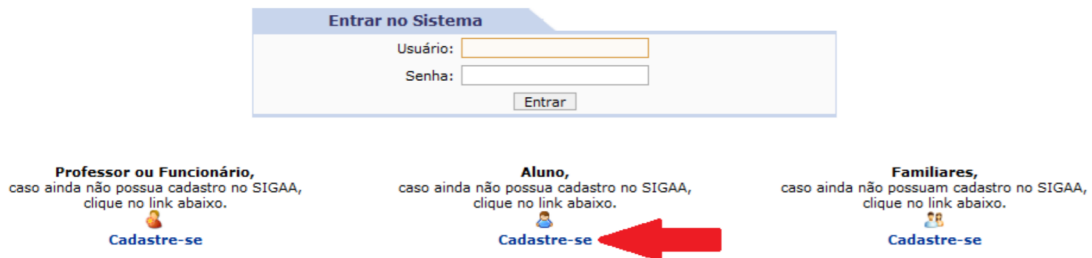 Entrar no Sistema
Usuário:
Senha:
Entrar
Professor ou Funcionário,
caso ainda não possua cadastro no SIGAA,
clique no link abaixo.
Cadastre-se
Aluno,
caso ainda não possua cadastro no SIGAA,
clique no link abaixo.
Cadastre-se
Familiares,
caso ainda não possuam cadastro no SIGAA,
clique no link abaixo.
Cadastre-se